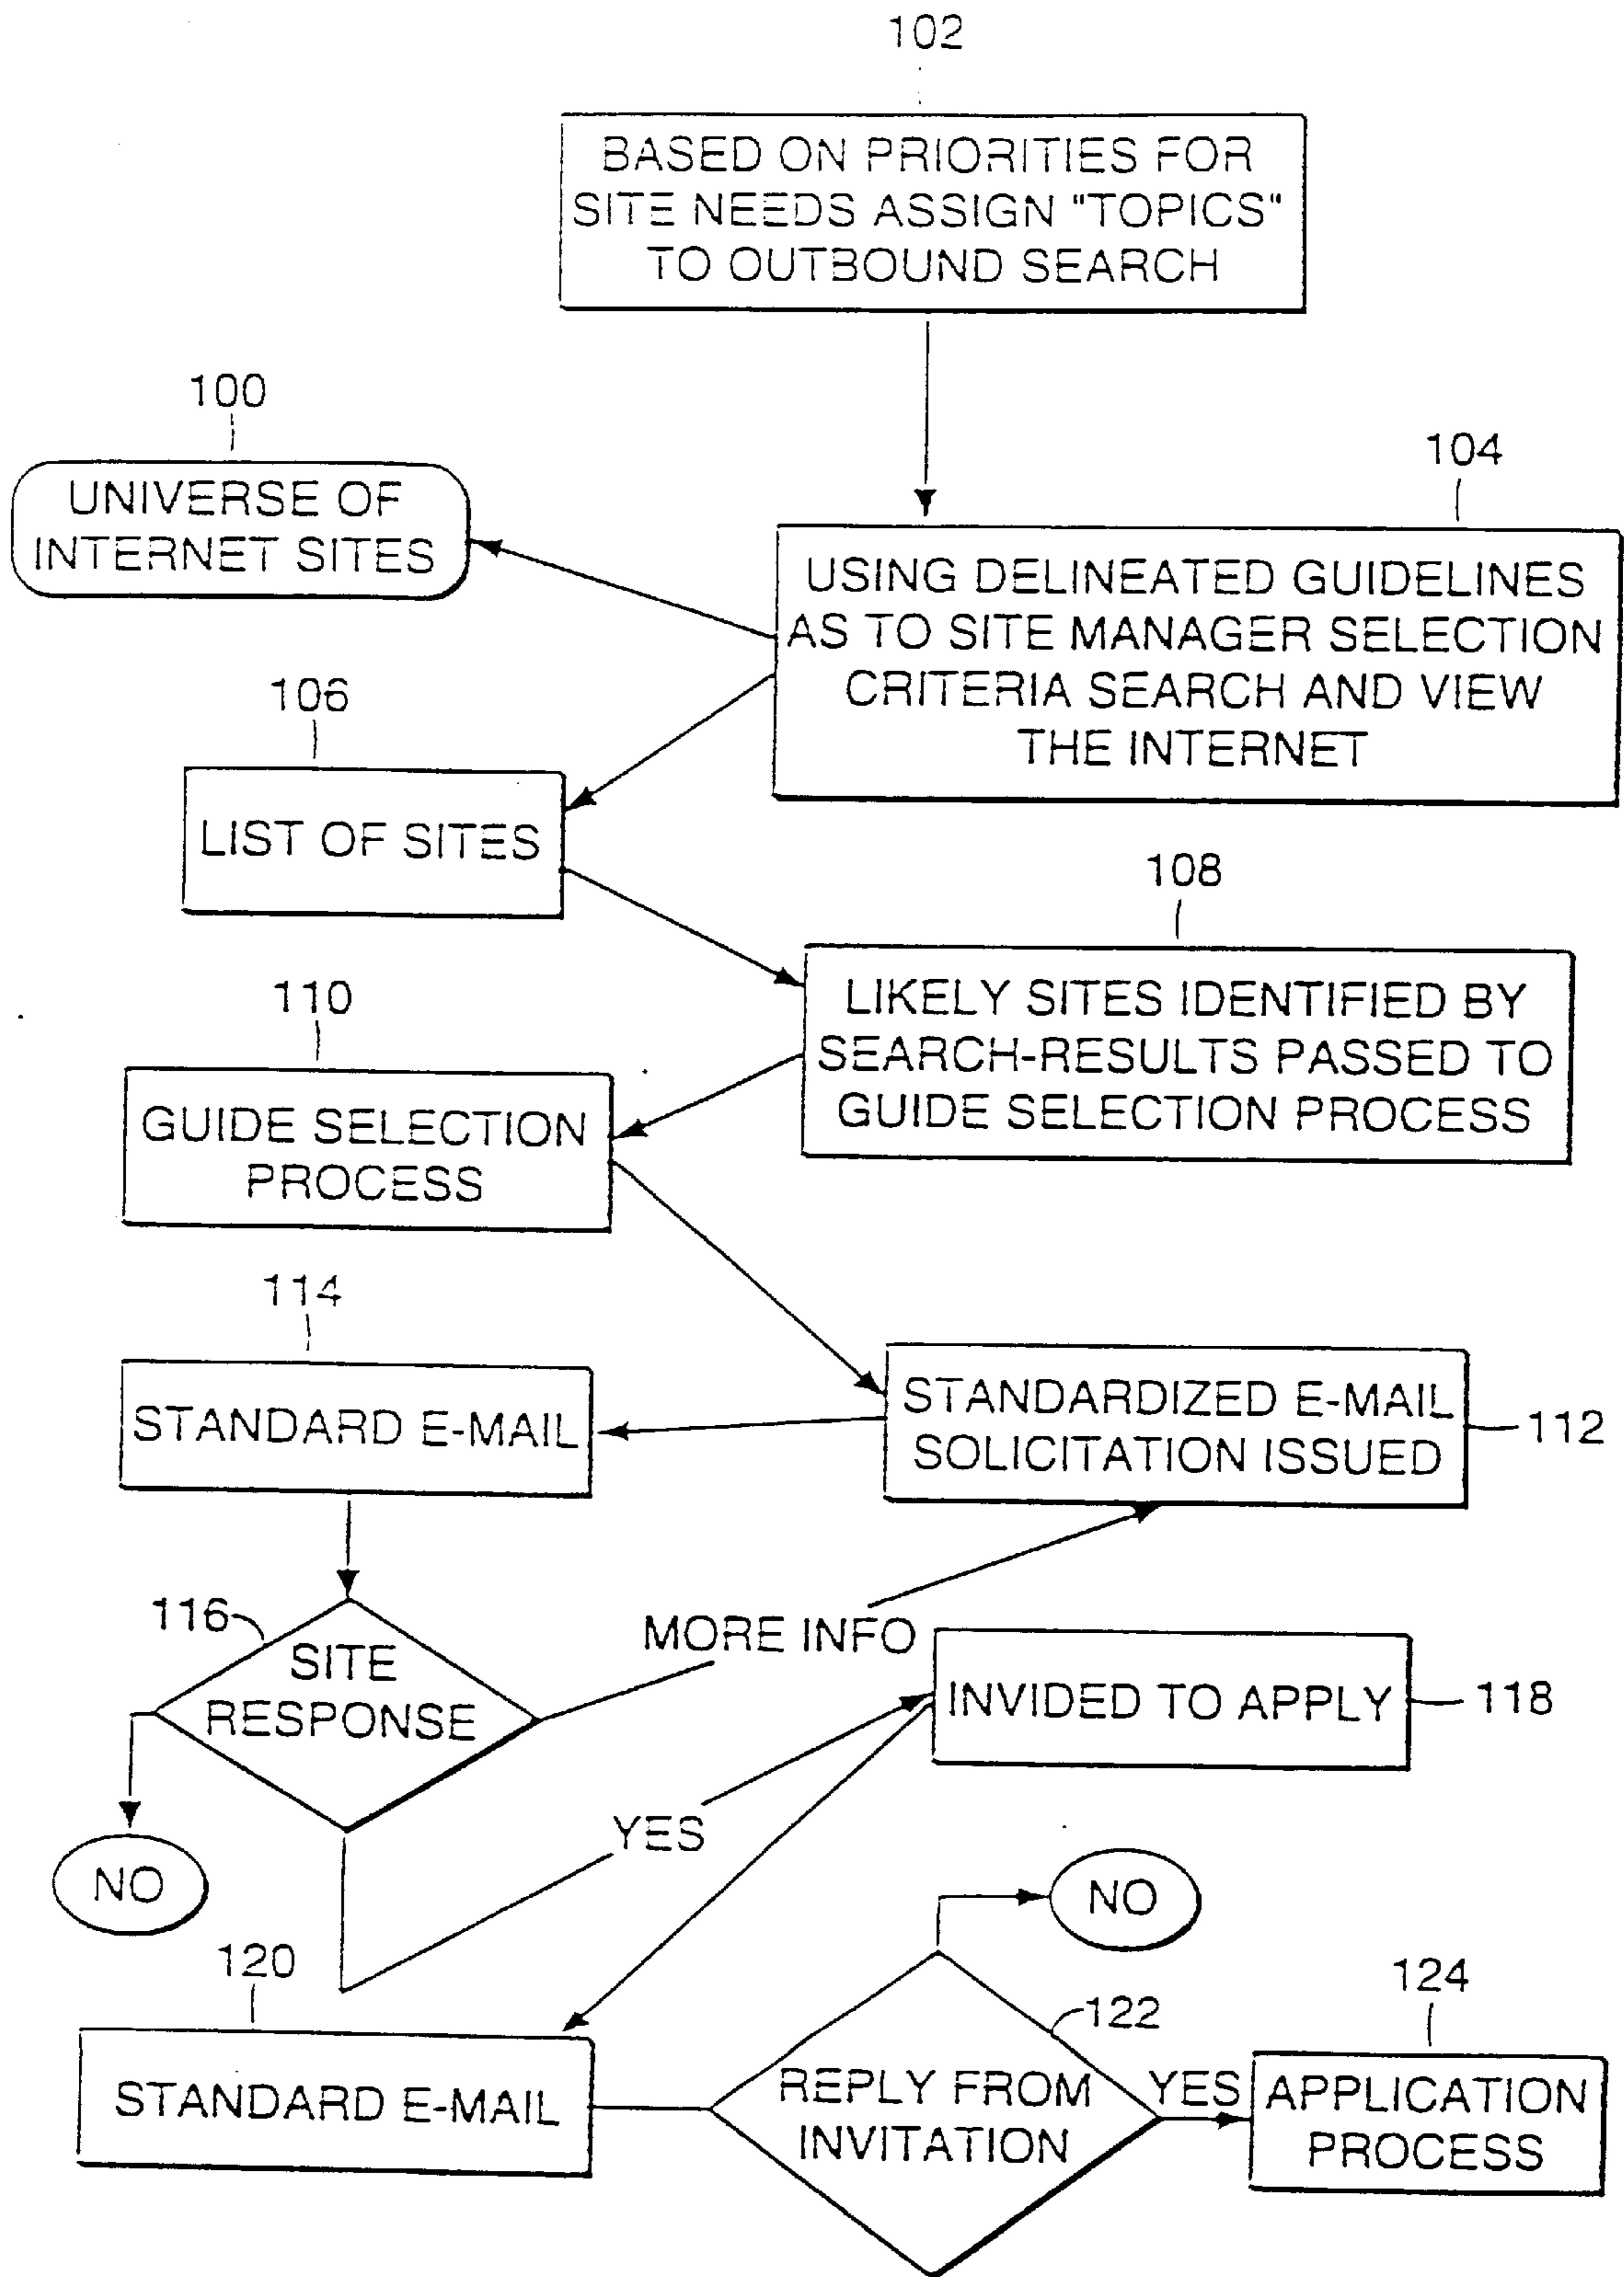 102
BASED ON PRIORITIES FOR
SITE NEEDS ASSIGN "TOPICS"
TO OUTBOUND SEARCH
100
UNIVERSE OF
INTERNET SITES
104
USING DELINEATED GUIDELINES
AS TO SITE MANAGER SELECTION
CRITERIA SEARCH AND VIEW
THE INTERNET
106
LIST OF SITES
108
LIKELY SITES IDENTIFIED BY
SEARCH-RESULTS PASSED TO
GUIDE SELECTION PROCESS
110
GUIDE SELECTION
PROCESS
114
STANDARD E-MAIL
STANDARDIZED E-MAIL
SOLICITATION ISSUED
112
116
SITE
RESPONSE
MORE INFO
INVIDED TO APPLY
118
YES
NO
NO
120
STANDARD E-MAIL
122
REPLY FROM
INVITATION
YES
124
APPLICATION
PROCESS